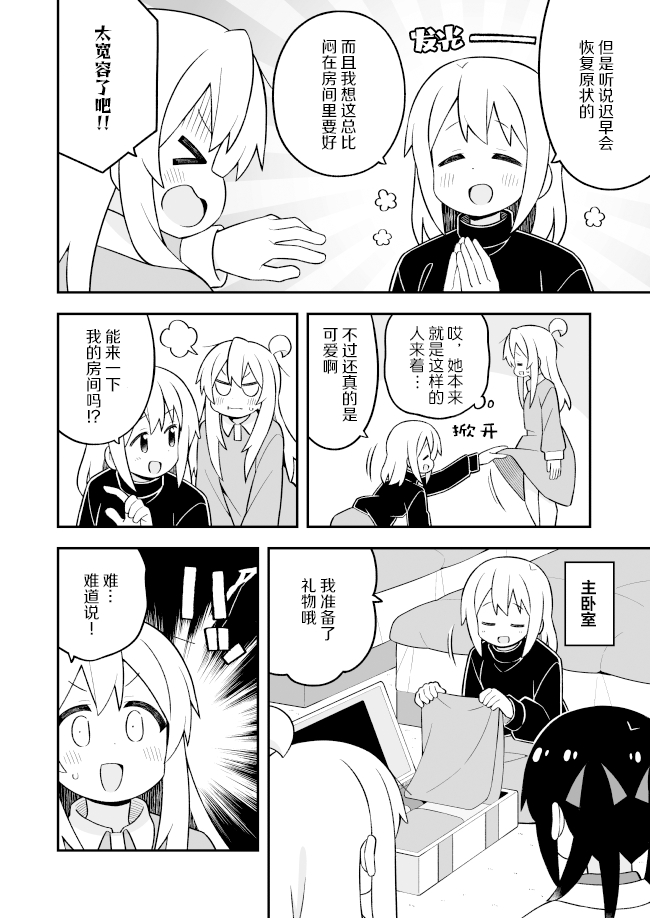 但是听说迟早会
恢复原状的
发光——
而且我想这总比
闷在房间里要好
太宽容了吧!!
哎，她本来
就是这样的
人来着…
掀开
不过还真的是
可爱啊
能来一下
我的房间吗!?
主卧室
我准备了
礼物哦
难…
难道说！